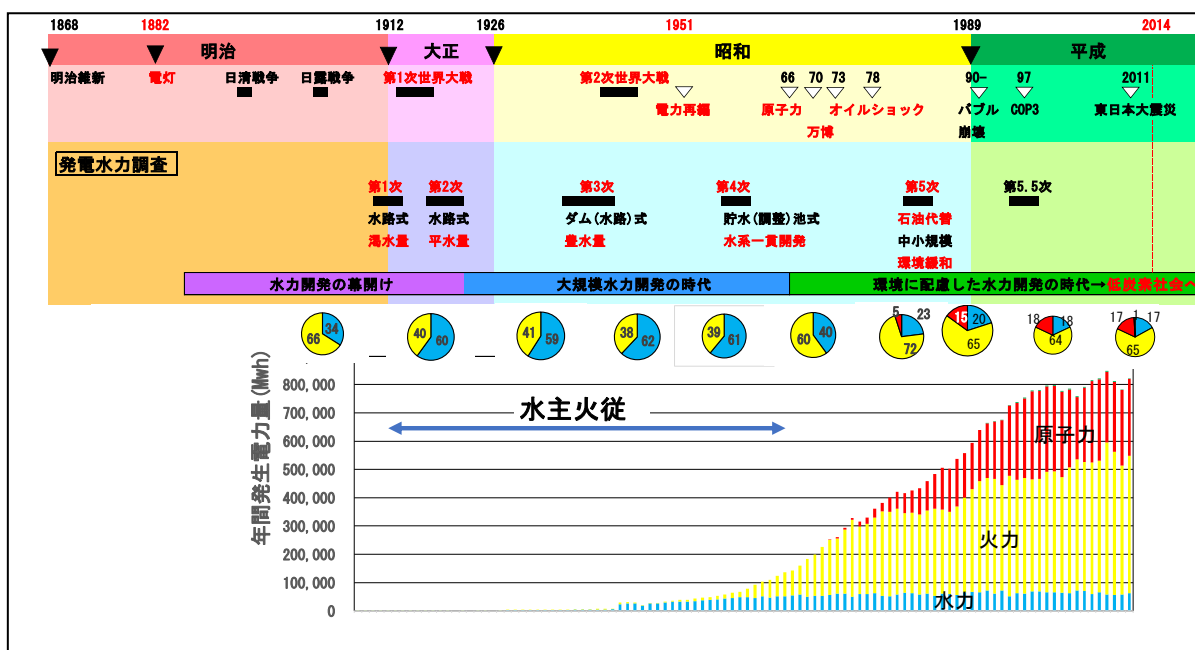 1868 1882 1912 1926 1951 1989 2014
明治 大正 昭和 平成
明治維新 電灯 日清戦争 日露戦争 第1次世界大戦 第2次世界大戦 66 70 73 78 90- 97 2011
電力再編 原子力 オイルショック バブル COP3 東日本大震災
万博 崩壊
発電水力調査
第1次 第2次 第3次 第4次 第5次 第5.5次
水路式 水路式 ダム(水路)式 貯水(調整)池式 石油代替
渇水量 平水量 豊水量 水系一貫開発 中小規模
環境緩和
水力開発の幕開け 大規模水力開発の時代 環境に配慮した水力開発の時代→低炭素社会へ
34 66
40 60
41 59
38 62
39 61
60 40
5 23 72
15 20 65
18 18 64
17 1 17 65
年間発生電力量(Mwh)
800,000
700,000
600,000
500,000
400,000
300,000
200,000
100,000
0
水主火従
原子力
火力
水力